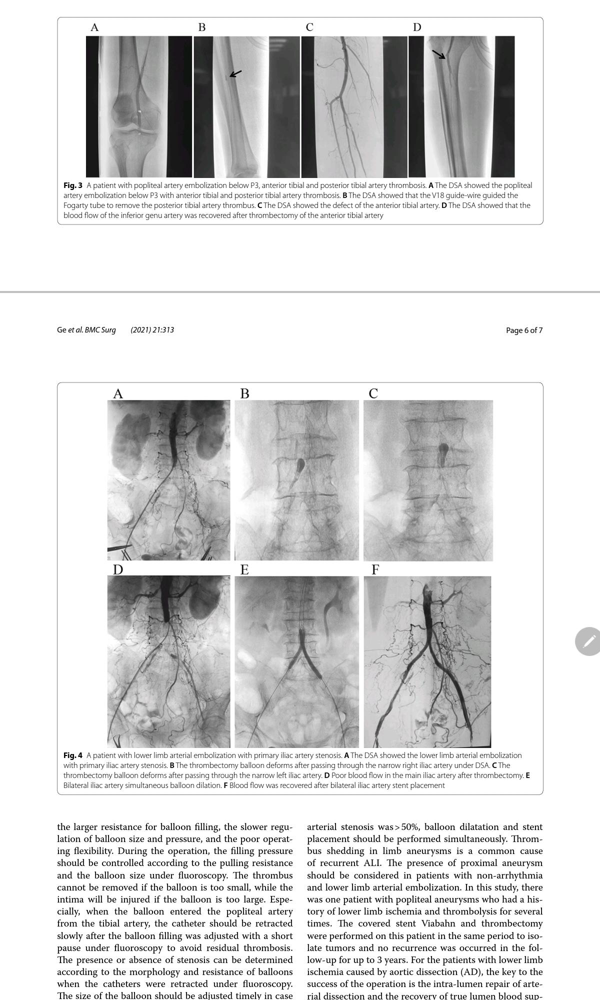 A B C D
Fig. 3 A patient with popliteal artery embolization below P3, anterior tibial and posterior tibial artery thrombosis. A The DSA showed the popliteal
artery embolization below P3 with anterior tibial and posterior tibial artery thrombosis. B The DSA showed that the V18 guide-wire guided the
Fogarty tube to remove the posterior tibial artery thrombus. C The DSA showed the defect of the anterior tibial artery. D The DSA showed that the
blood flow of the inferior genu artery was recovered after thrombectomy of the anterior tibial artery
Ge et al. BMC Surg (2021) 21:313
Page 6 of 7
A B C
D E F
Fig. 4 A patient with lower limb arterial embolization with primary iliac artery stenosis. A The DSA showed the lower limb arterial embolization
with primary iliac artery stenosis. B The thrombectomy balloon deforms after passing through the narrow right iliac artery under DSA. C The
thrombectomy balloon deforms after passing through the narrow left iliac artery. D Poor blood flow in the main iliac artery after thrombectomy. E
Bilateral iliac artery simultaneous balloon dilation. F Blood flow was recovered after bilateral iliac artery stent placement
the larger resistance for balloon filling, the slower regu-
lation of balloon size and pressure, and the poor operat-
ing flexibility. During the operation, the filling pressure
should be controlled according to the pulling resistance
and the balloon size under fluoroscopy. The thrombus
cannot be removed if the balloon is too small, while the
intima will be injured if the balloon is too large. Espe-
cially, when the balloon entered the popliteal artery
from the tibial artery, the catheter should be retracted
slowly after the balloon filling was adjusted with a short
pause under fluoroscopy to avoid residual thrombosis.
The presence or absence of stenosis can be determined
according to the morphology and resistance of balloons
when the catheters were retracted under fluoroscopy.
The size of the balloon should be adjusted timely in case
arterial stenosis was > 50%, balloon dilatation and stent
placement should be performed simultaneously. Throm-
bus shedding in limb aneurysms is a common cause
of recurrent ALI. The presence of proximal aneurysm
should be considered in patients with non-arrhythmia
and lower limb arterial embolization. In this study, there
was one patient with popliteal aneurysms who had a his-
tory of lower limb ischemia and thrombolysis for several
times. The covered stent Viabahn and thrombectomy
were performed on this patient in the same period to iso-
late tumors and no recurrence was occurred in the fol-
low-up for up to 3 years. For the patients with lower limb
ischemia caused by aortic dissection (AD), the key to the
success of the operation is the intra-lumen repair of arte-
rial dissection and the recovery of true lumen blood sup-